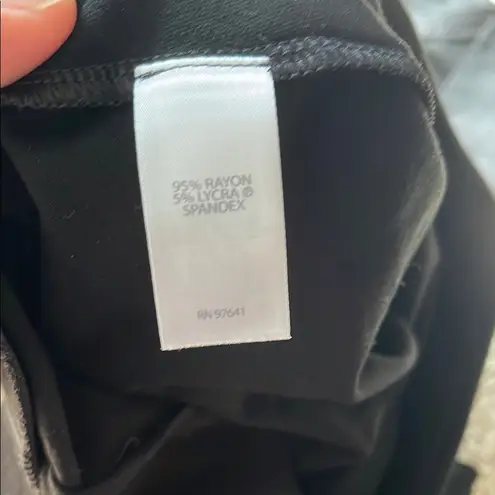 95% RAYON
5% LYCRA ®
SPANDEX
RN 97641